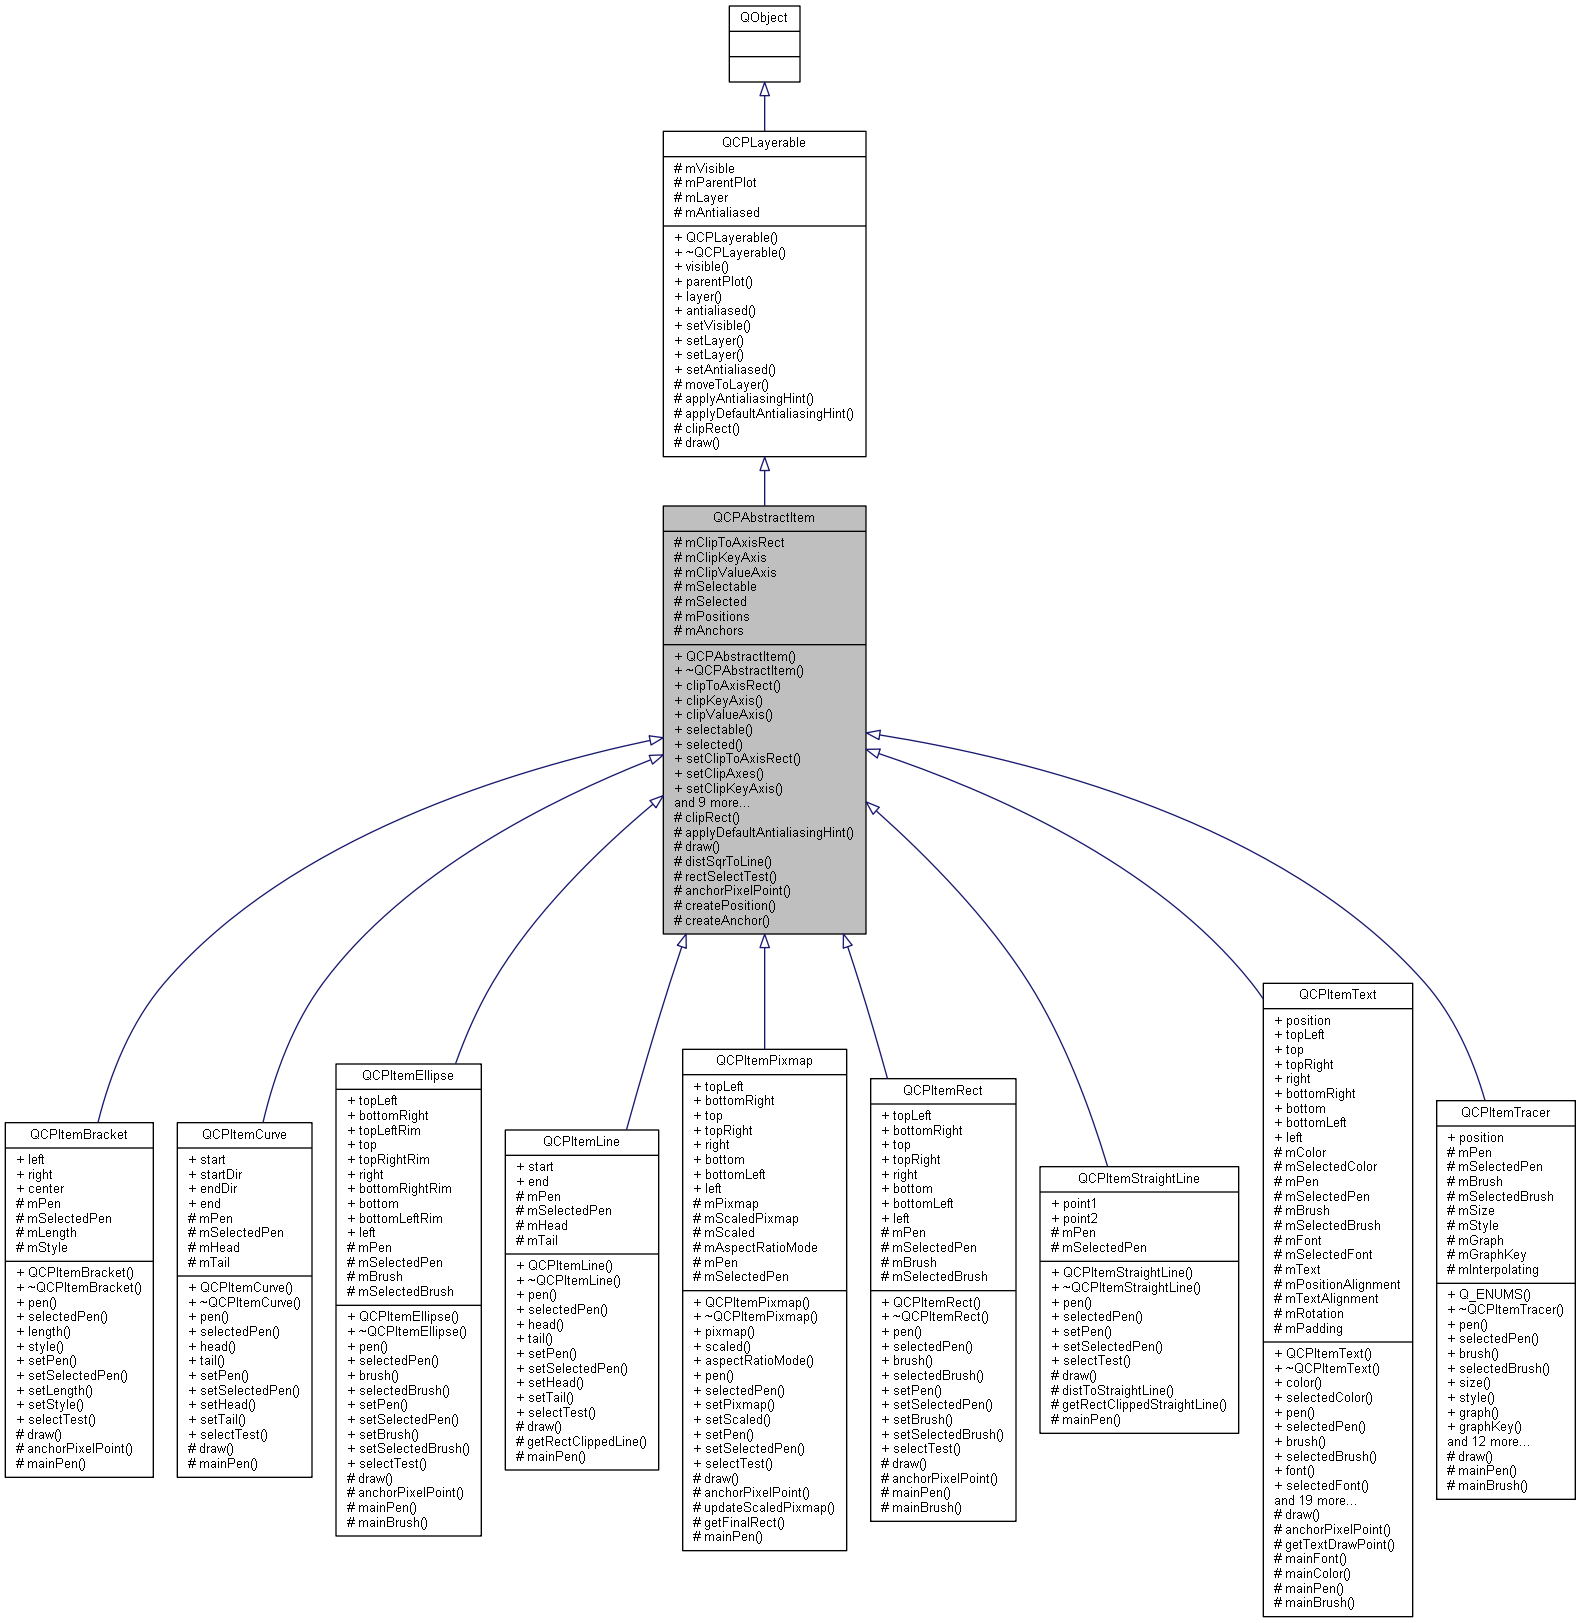 QObject
QCPLayerable
# mVisible
# mParentPlot
# mLayer
# mAntialiased
+ QCPLayerable()
+ ~QCPLayerable()
+ visible()
+ parentPlot()
+ layer()
+ antialiased()
+ setVisible()
+ setLayer()
+ setLayer()
+ setAntialiased()
# moveToLayer()
# applyAntialiasingHint()
# applyDefaultAntialiasingHint()
# clipRect()
# draw()
QCPAbstractItem
# mClipToAxisRect
# mClipKeyAxis
# mClipValueAxis
# mSelectable
# mSelected
# mPositions
# mAnchors
+ QCPAbstractItem()
+ ~QCPAbstractItem()
+ clipToAxisRect()
+ clipKeyAxis()
+ clipValueAxis()
+ selectable()
+ selected()
+ setClipToAxisRect()
+ setClipAxes()
+ setClipKeyAxis()
and 9 more...
# clipRect()
# applyDefaultAntialiasingHint()
# draw()
# distSqrToLine()
# rectSelectTest()
# anchorPixelPoint()
# createPosition()
# createAnchor()
QCPItemBracket
+ left
+ right
+ center
# mPen
# mSelectedPen
# mLength
# mStyle
+ QCPItemBracket()
+ ~QCPItemBracket()
+ pen()
+ selectedPen()
+ length()
+ style()
+ setPen()
+ setSelectedPen()
+ setLength()
+ setStyle()
+ selectTest()
# draw()
# anchorPixelPoint()
# mainPen()
QCPItemCurve
+ start
+ startDir
+ endDir
+ end
# mPen
# mSelectedPen
# mHead
# mTail
+ QCPItemCurve()
+ ~QCPItemCurve()
+ pen()
+ selectedPen()
+ head()
+ tail()
+ setPen()
+ setSelectedPen()
+ setHead()
+ setTail()
+ selectTest()
# draw()
# mainPen()
QCPItemEllipse
+ topLeft
+ bottomRight
+ topLeftRim
+ top
+ topRightRim
+ right
+ bottomRightRim
+ bottom
+ bottomLeftRim
+ left
# mPen
# mSelectedPen
# mBrush
# mSelectedBrush
+ QCPItemEllipse()
+ ~QCPItemEllipse()
+ pen()
+ selectedPen()
+ brush()
+ selectedBrush()
+ setPen()
+ setSelectedPen()
+ setBrush()
+ setSelectedBrush()
+ selectTest()
# draw()
# anchorPixelPoint()
# mainPen()
# mainBrush()
QCPItemLine
+ start
+ end
# mPen
# mSelectedPen
# mHead
# mTail
+ QCPItemLine()
+ ~QCPItemLine()
+ pen()
+ selectedPen()
+ head()
+ tail()
+ setPen()
+ setSelectedPen()
+ setHead()
+ setTail()
+ selectTest()
# draw()
# getRectClippedLine()
# mainPen()
QCPItemPixmap
+ topLeft
+ bottomRight
+ top
+ topRight
+ right
+ bottom
+ bottomLeft
+ left
# mPixmap
# mScaledPixmap
# mScaled
# mAspectRatioMode
# mPen
# mSelectedPen
+ QCPItemPixmap()
+ ~QCPItemPixmap()
+ pixmap()
+ scaled()
+ aspectRatioMode()
+ pen()
+ selectedPen()
+ setPixmap()
+ setScaled()
+ setPen()
+ setSelectedPen()
+ selectTest()
# draw()
# anchorPixelPoint()
# updateScaledPixmap()
# getFinalRect()
# mainPen()
QCPItemRect
+ topLeft
+ bottomRight
+ top
+ topRight
+ right
+ bottom
+ bottomLeft
+ left
# mPen
# mSelectedPen
# mBrush
# mSelectedBrush
+ QCPItemRect()
+ ~QCPItemRect()
+ pen()
+ selectedPen()
+ brush()
+ selectedBrush()
+ setPen()
+ setSelectedPen()
+ setBrush()
+ setSelectedBrush()
+ selectTest()
# draw()
# anchorPixelPoint()
# mainPen()
# mainBrush()
QCPItemStraightLine
+ point1
+ point2
# mPen
# mSelectedPen
+ QCPItemStraightLine()
+ ~QCPItemStraightLine()
+ pen()
+ selectedPen()
+ setPen()
+ setSelectedPen()
+ selectTest()
# draw()
# distToStraightLine()
# getRectClippedStraightLine()
# mainPen()
QCPItemText
+ position
+ topLeft
+ top
+ topRight
+ right
+ bottomRight
+ bottom
+ bottomLeft
+ left
# mColor
# mSelectedColor
# mPen
# mSelectedPen
# mBrush
# mSelectedBrush
# mFont
# mSelectedFont
# mText
# mPositionAlignment
# mTextAlignment
# mRotation
# mPadding
+ QCPItemText()
+ ~QCPItemText()
+ color()
+ selectedColor()
+ pen()
+ selectedPen()
+ brush()
+ selectedBrush()
+ font()
+ selectedFont()
and 19 more...
# draw()
# anchorPixelPoint()
# getTextDrawPoint()
# mainFont()
# mainColor()
# mainPen()
# mainBrush()
QCPItemTracer
+ position
# mPen
# mSelectedPen
# mBrush
# mSelectedBrush
# mSize
# mStyle
# mGraph
# mGraphKey
# mInterpolating
+ Q_ENUMS()
+ ~QCPItemTracer()
+ pen()
+ selectedPen()
+ brush()
+ selectedBrush()
+ size()
+ style()
+ graph()
+ graphKey()
and 12 more...
# draw()
# mainPen()
# mainBrush()